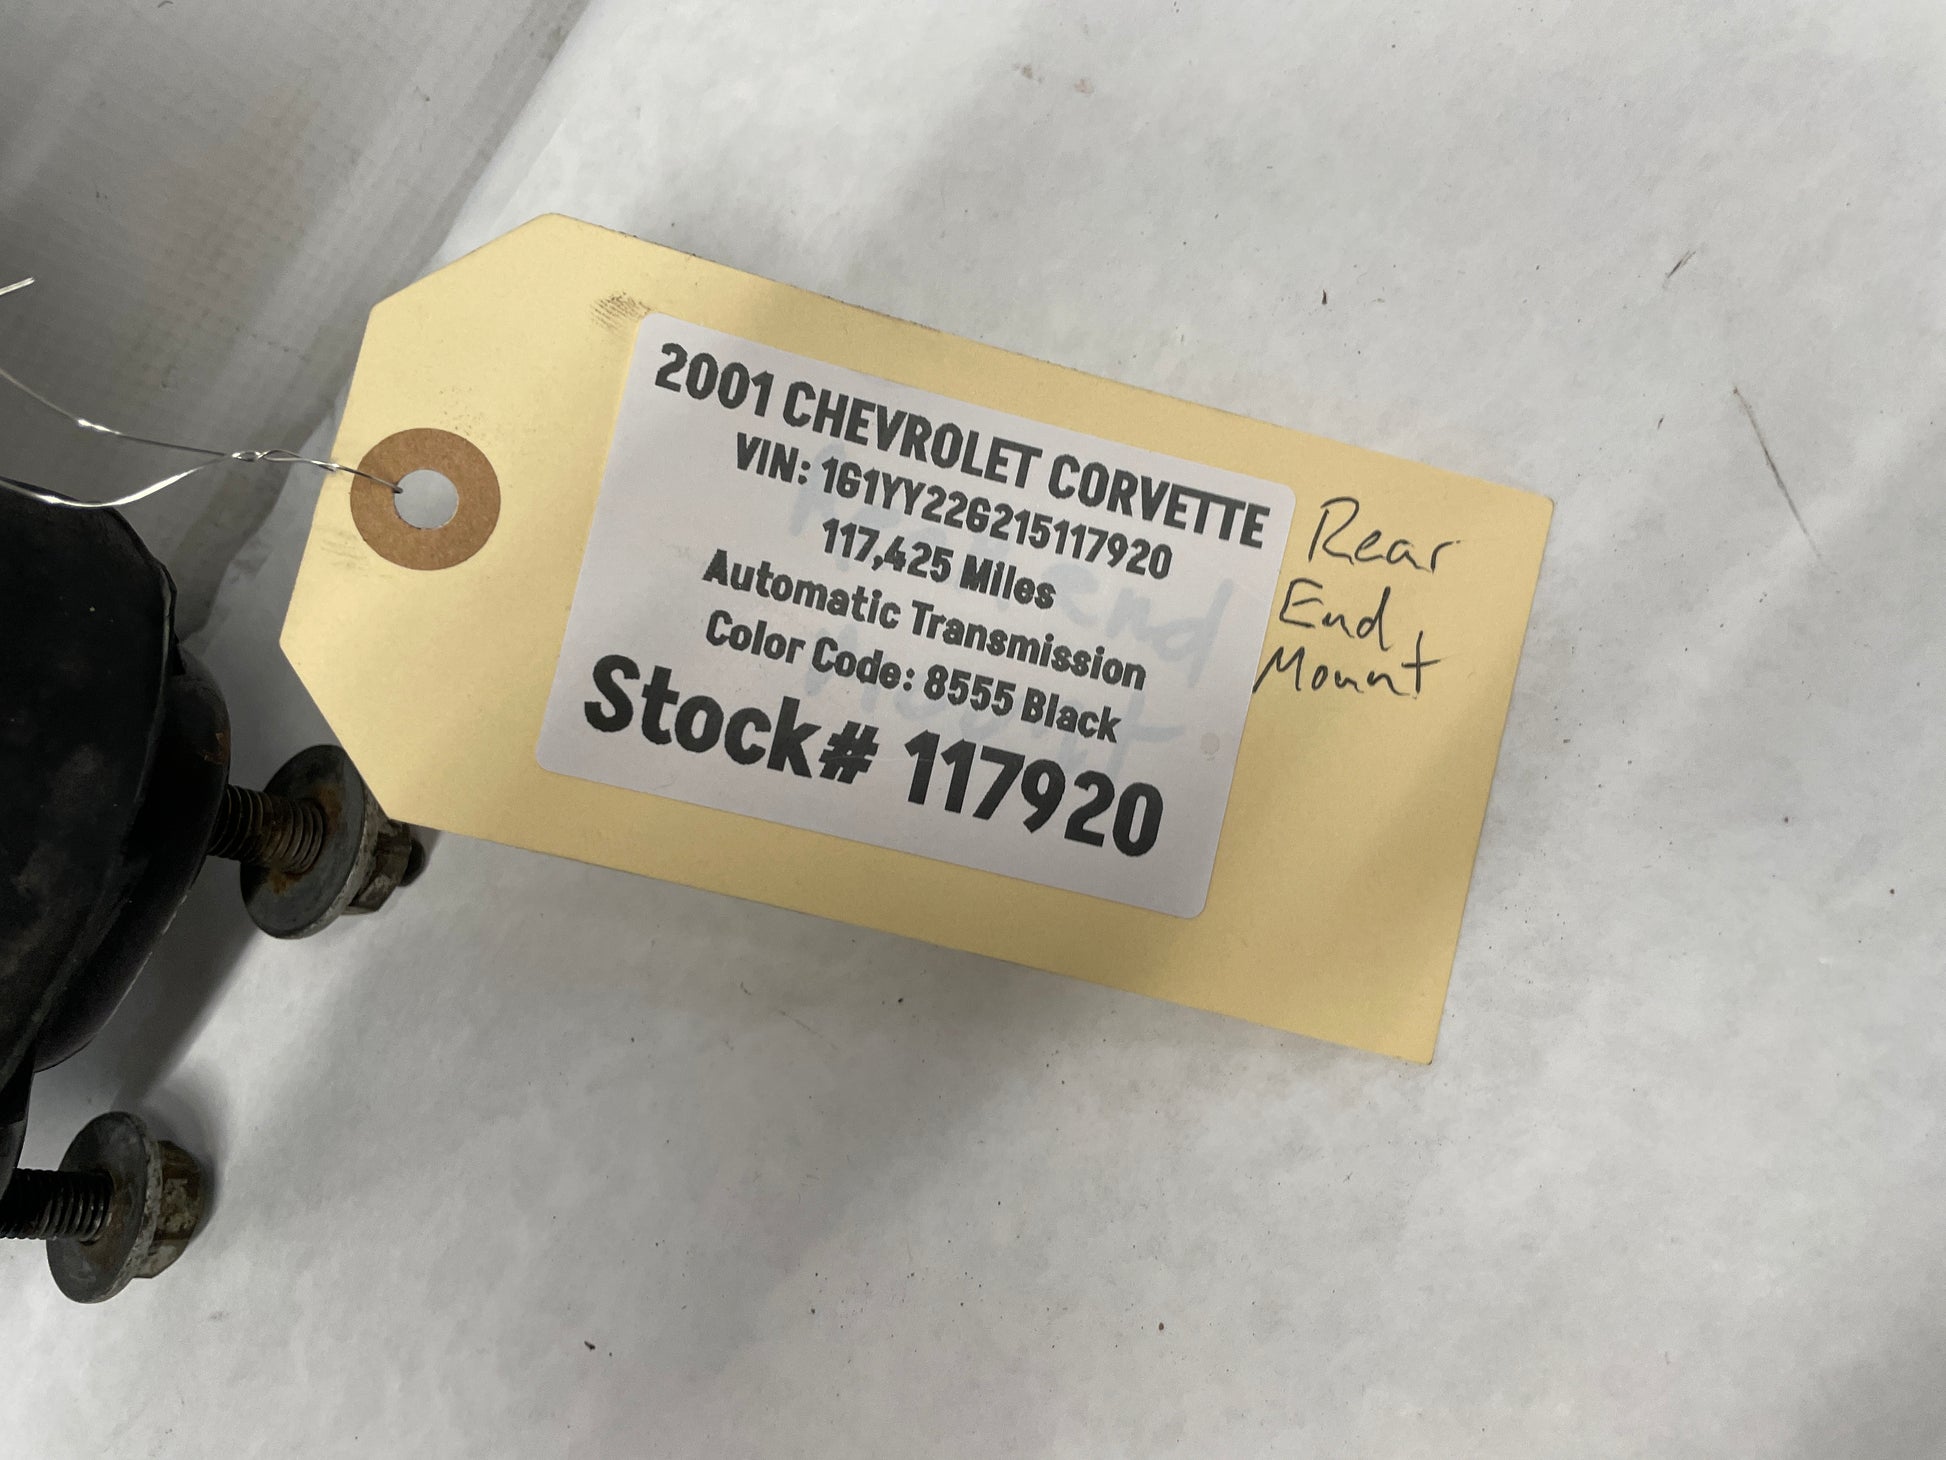 2001 CHEVROLET CORVETTE
VIN: 1G1YY22G215117920
117,425 Miles
Automatic Transmission
Color Code: 8555 Black
Stock# 117920
Rear
End
Mount